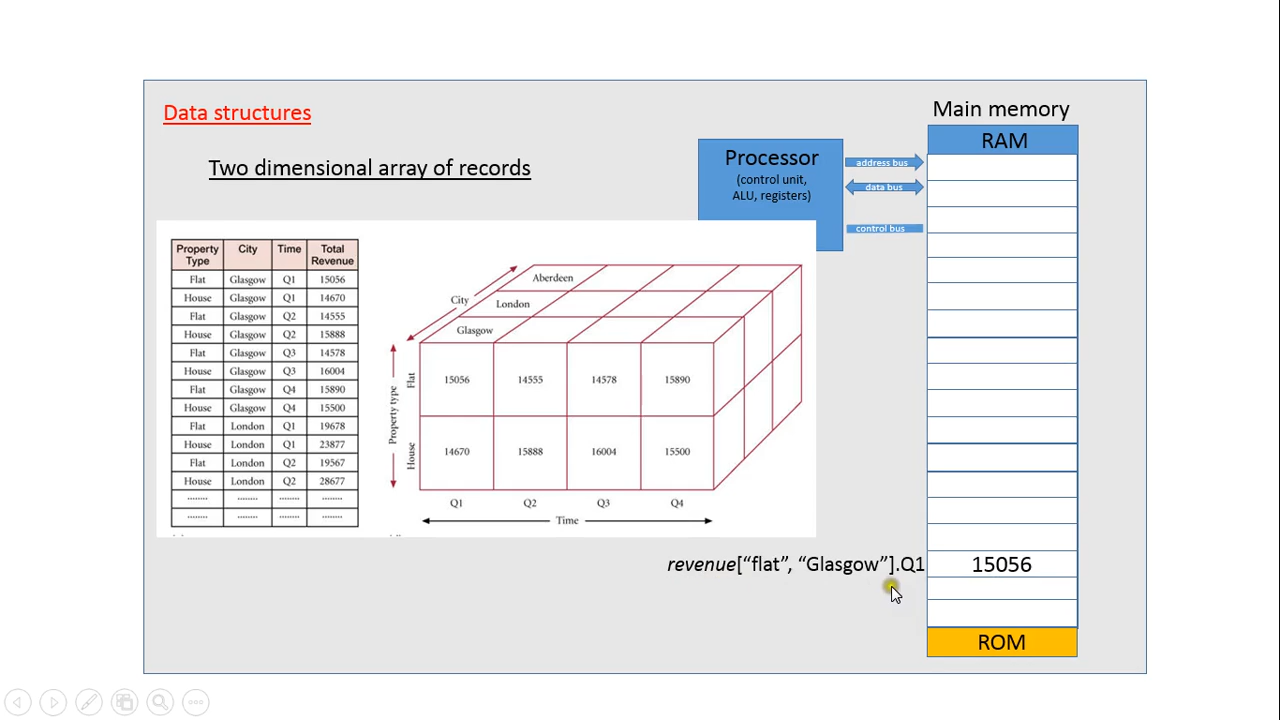 Data structures
Two dimensional array of records
Main memory
RAM
Processor
(control unit,
ALU, registers)
address bus
data bus
control bus
Property Type City Time Total Revenue
Flat Glasgow Q1 15056
House Glasgow Q1 14670
Flat Glasgow Q2 14555
House Glasgow Q2 15888
Flat Glasgow Q3 14578
House Glasgow Q3 16004
Flat Glasgow Q4 15890
House Glasgow Q4 15500
Flat London Q1 19678
House London Q1 23877
Flat London Q2 19567
House London Q2 28677
........ ........ ........ ........
........ ........ ........ ........
City
Aberdeen
London
Glasgow
Property type
Flat
15056 14555 14578 15890
House
14670 15888 16004 15500
Q1 Q2 Q3 Q4
Time
revenue[“flat”, “Glasgow”].Q1 15056
ROM